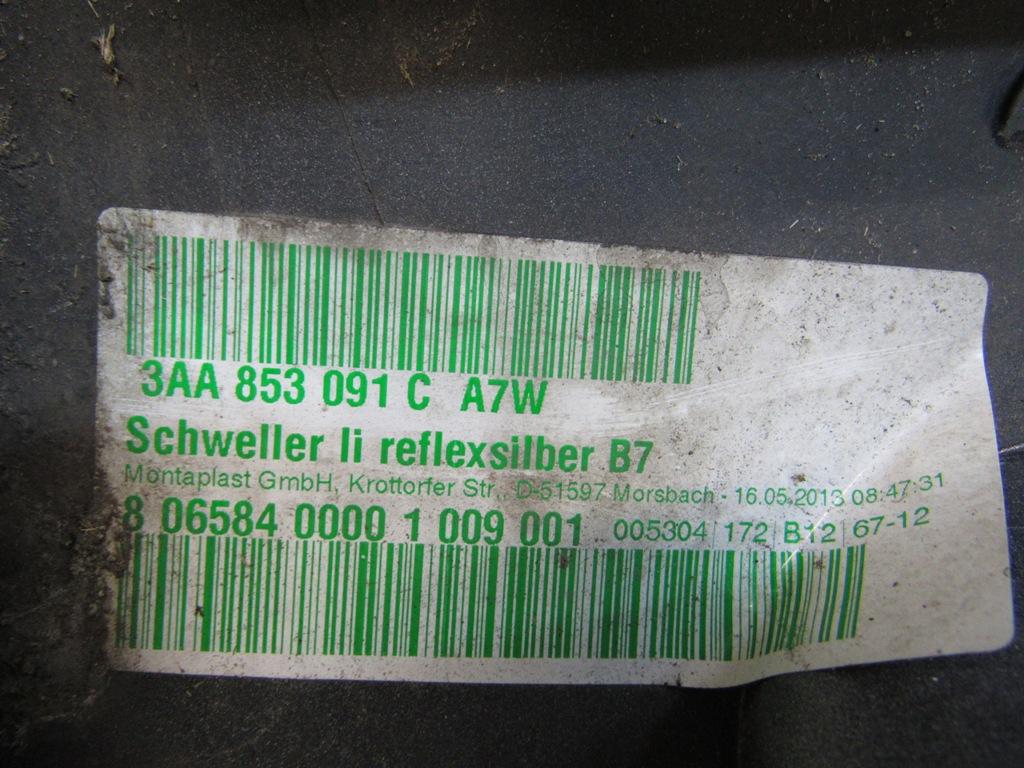 3AA 853 091 C A7W
Schweller li reflexsilber B7
Montaplast GmbH, Krottorfer Str., D-51597 Morsbach - 16.05.2013 08:47:31
8 06584 0000 1 009 001 005304|172|B12|67-12